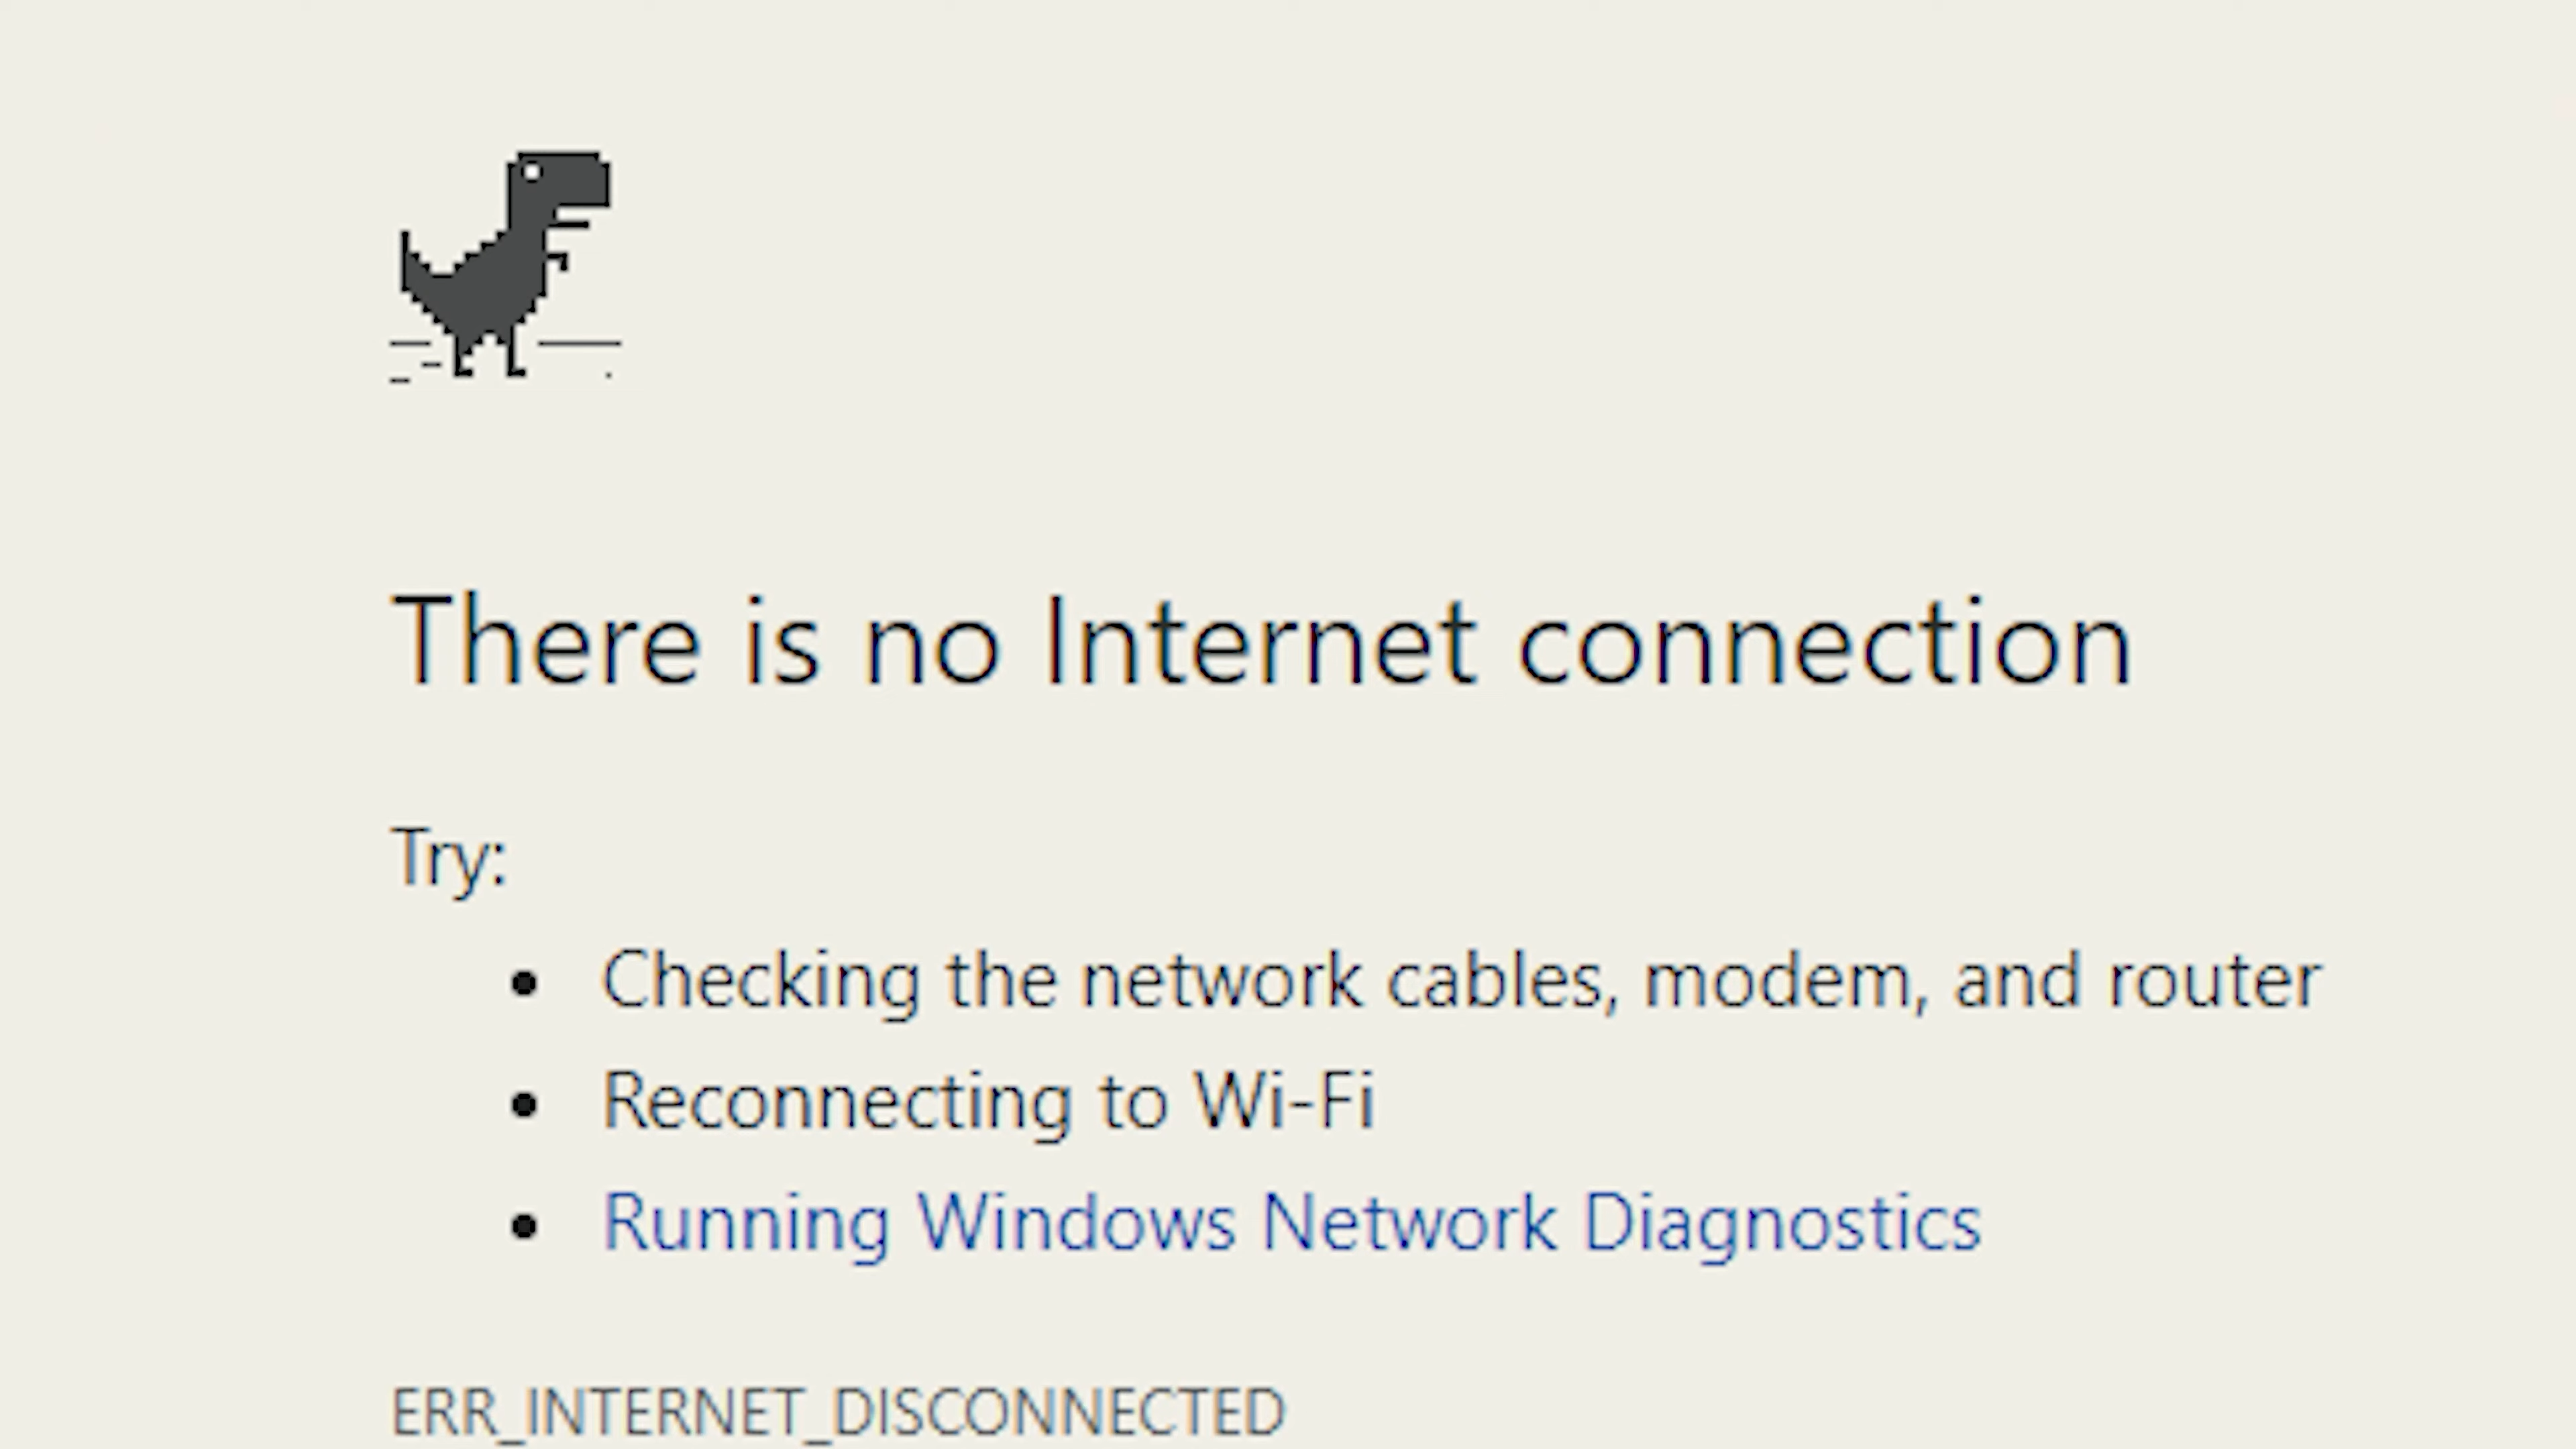 There is no Internet connection
Try:
• Checking the network cables, modem, and router
• Reconnecting to Wi-Fi
• Running Windows Network Diagnostics
ERR_INTERNET_DISCONNECTED